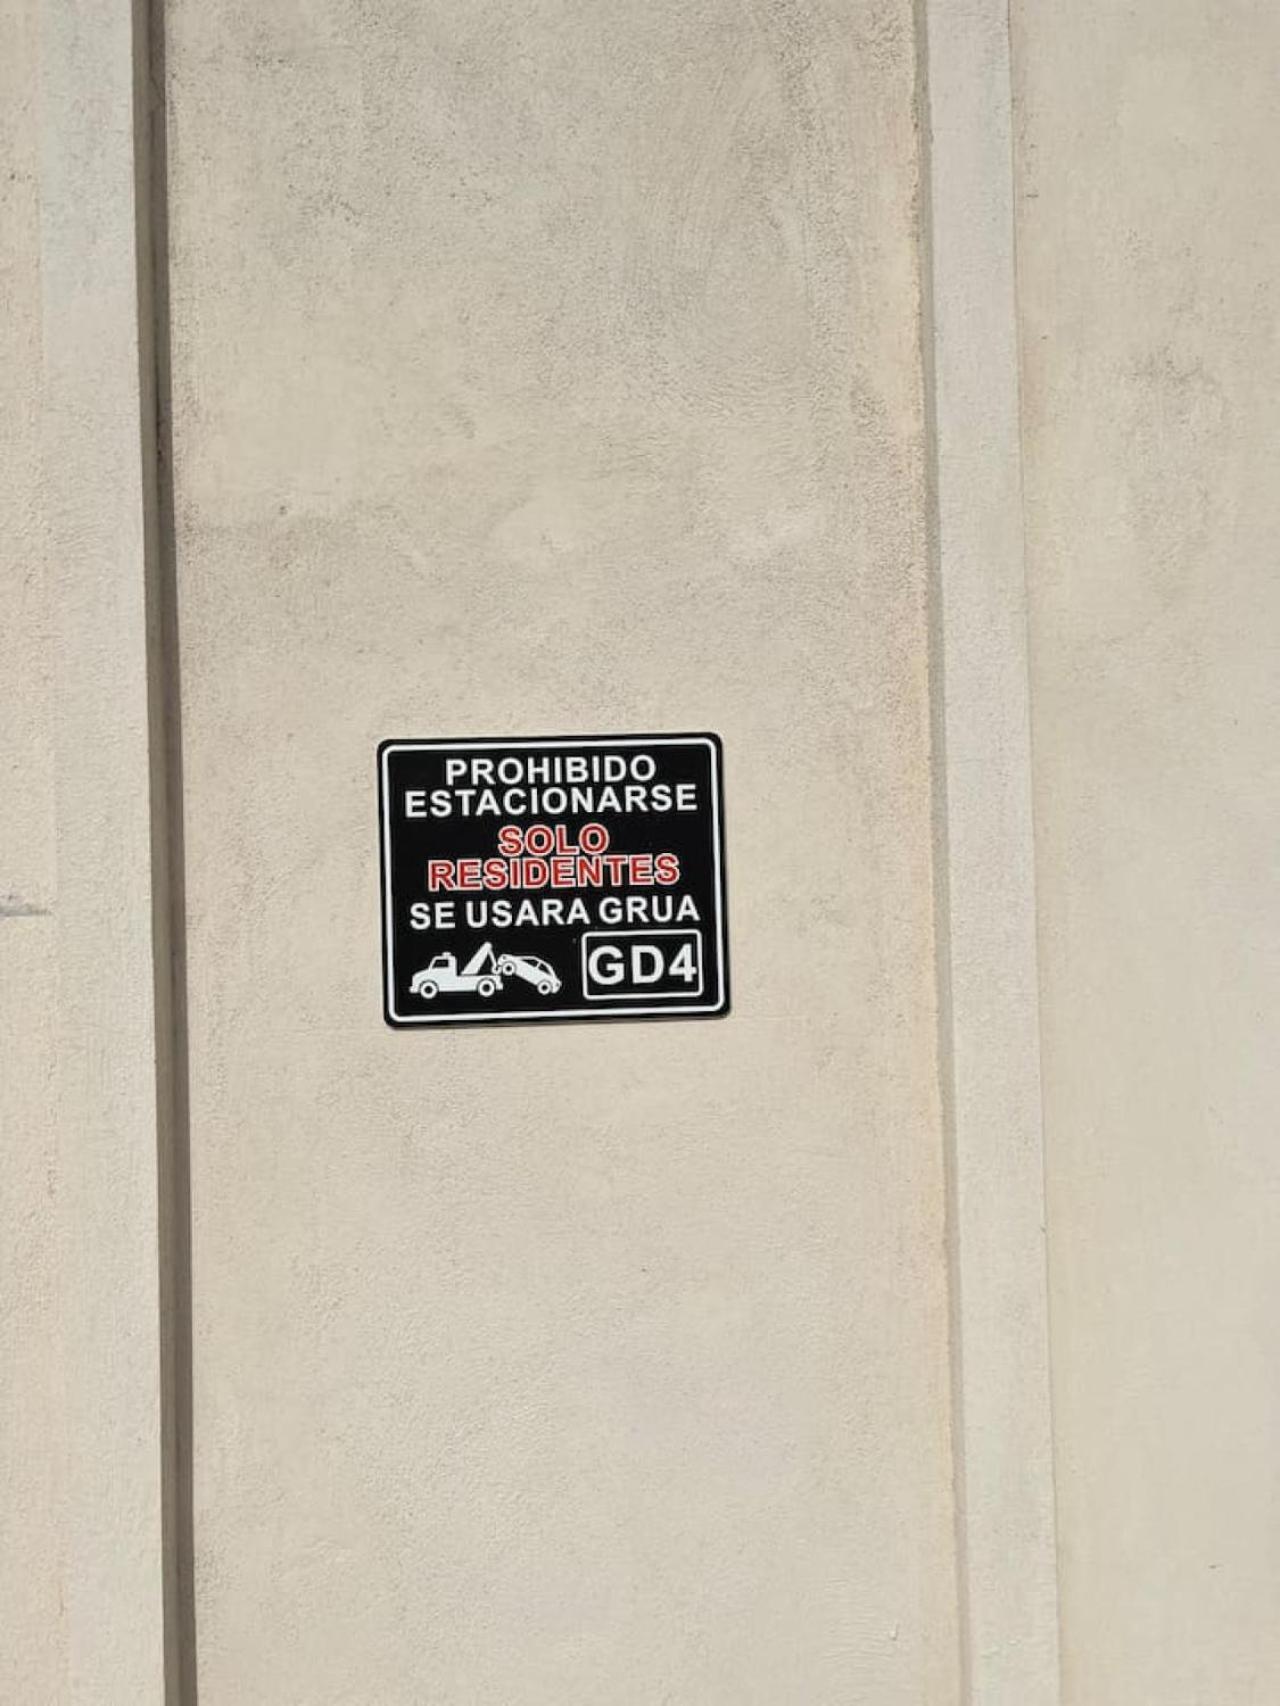 PROHIBIDO
ESTACIONARSE
SOLO
RESIDENTES
SE USARA GRUA
GD4